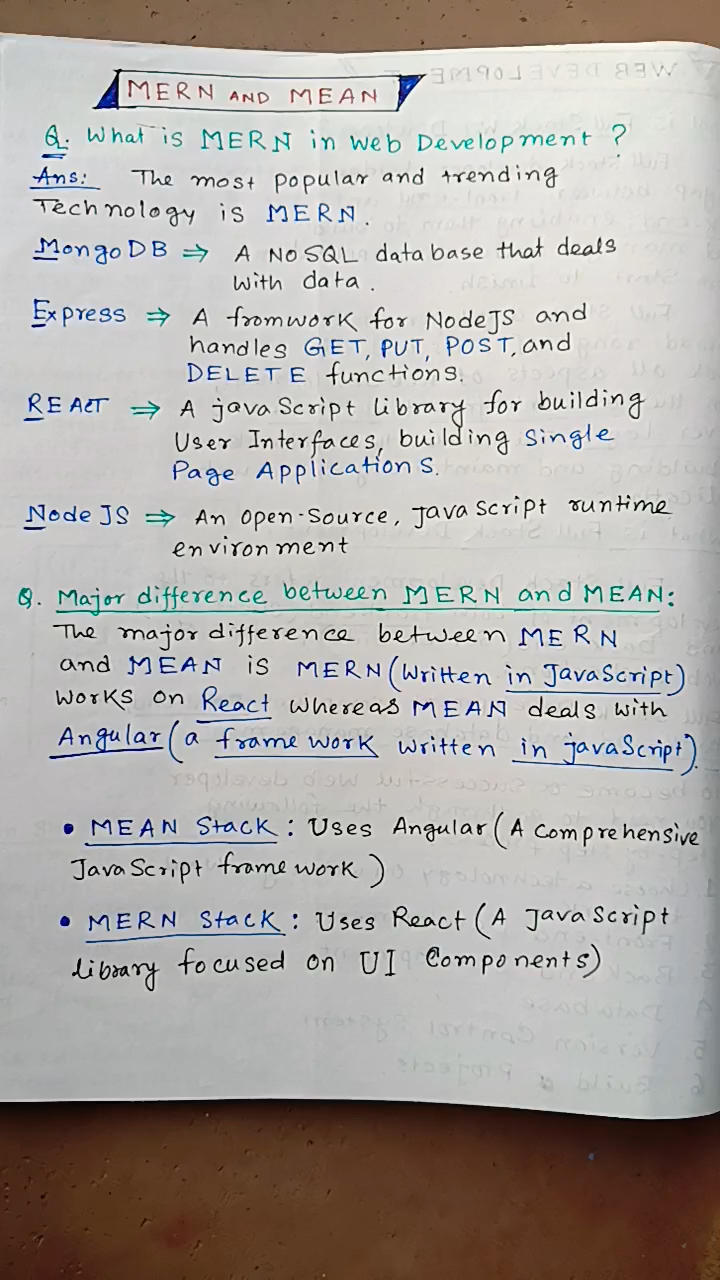 MERN AND MEAN
Q. What is MERN in Web Development ?
Ans: The most popular and trending
Technology is MERN.
MongoDB ⇒ A NOSQL database that deals
with data.
Express ⇒ A fromwork for NodeJS and
handles GET, PUT, POST, and
DELETE functions.
REACT ⇒ A javaScript library for building
User Interfaces, building Single
Page Applications.
Node JS ⇒ An open-Source, JavaScript runtime
environment
Q. Major difference between MERN and MEAN:
The major difference between MERN
and MEAN is MERN (Written in JavaScript)
works on React whereas MEAN deals with
Angular (a frame work written in javaScript).
• MEAN Stack : Uses Angular (A Comprehensive
JavaScript frame work)
• MERN Stack : Uses React (A JavaScript
library focused on UI Components)